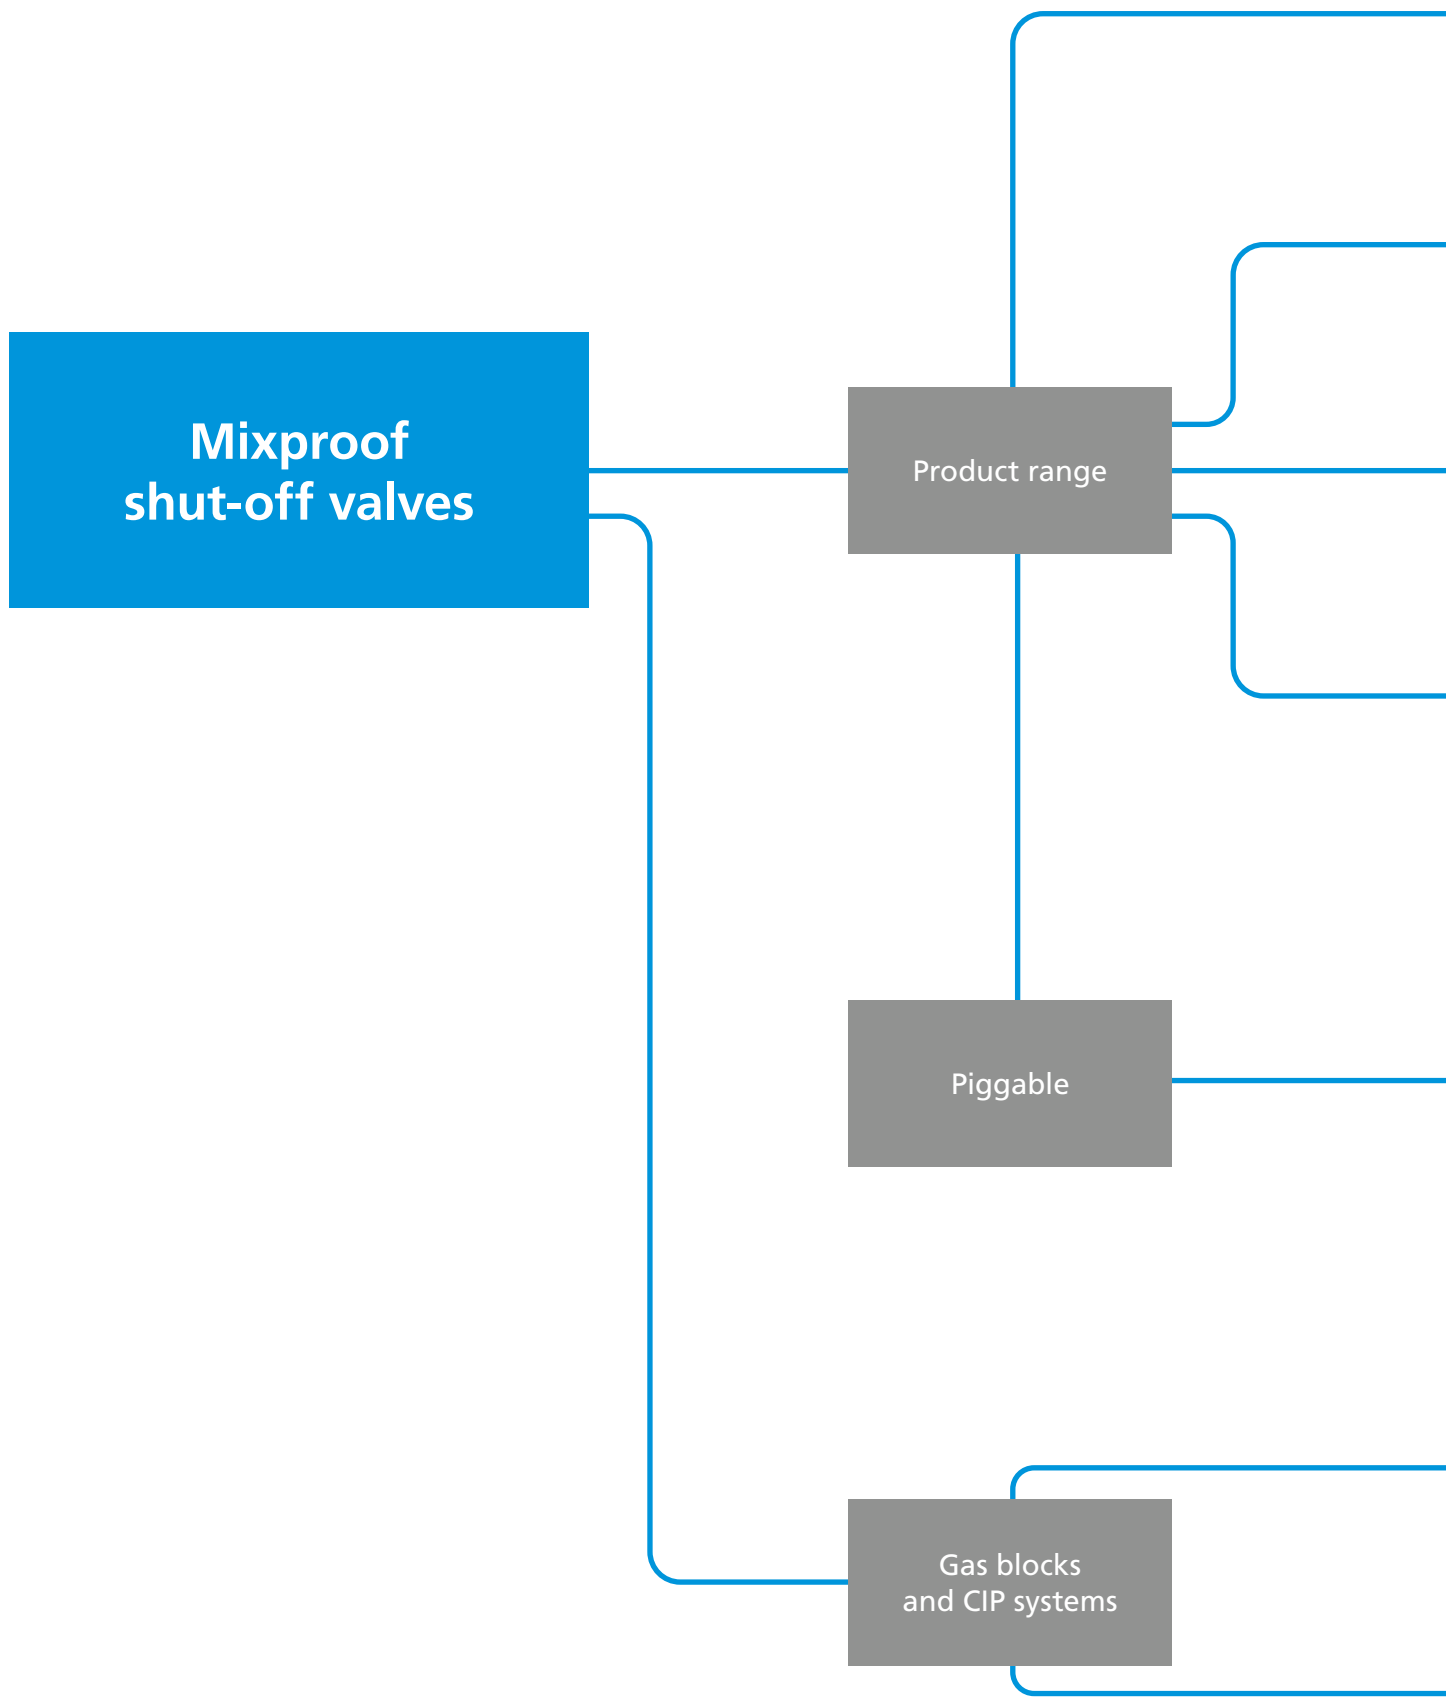 Mixproof
shut-off valves
Product range
Piggable
Gas blocks
and CIP systems